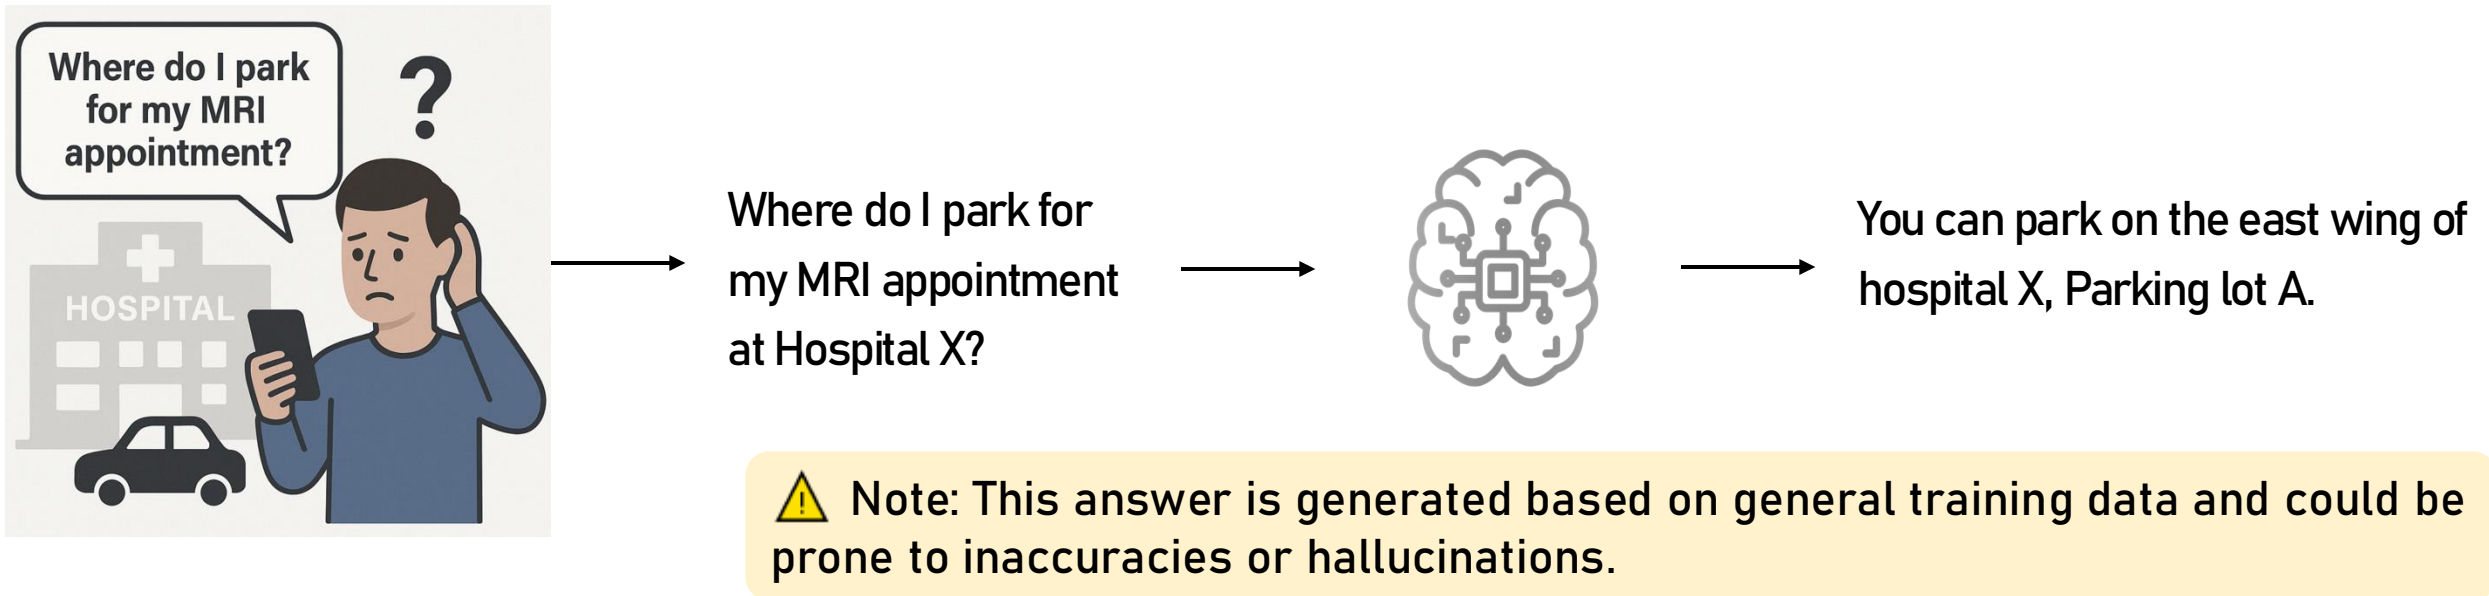 Where do I park
for my MRI
appointment?
?
HOSPITAL
Where do I park for
my MRI appointment
at Hospital X?
You can park on the east wing of
hospital X, Parking lot A.
⚠ Note: This answer is generated based on general training data and could be
prone to inaccuracies or hallucinations.